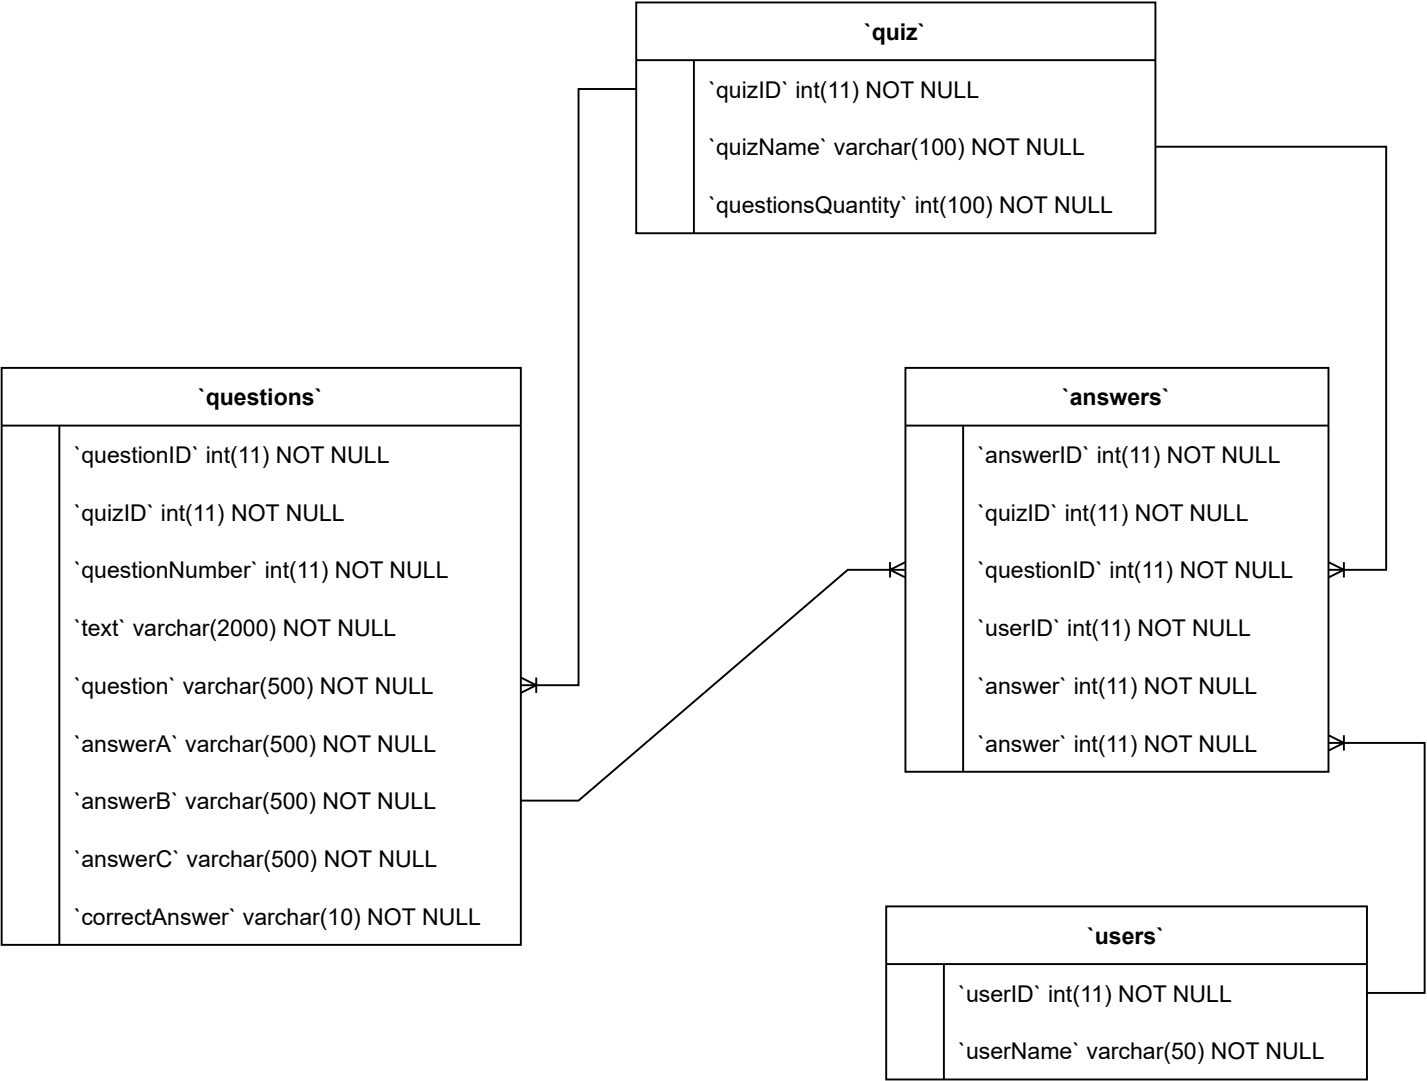 `quiz`
`quizID` int(11) NOT NULL
`quizName` varchar(100) NOT NULL
`questionsQuantity` int(100) NOT NULL
`questions`
`questionID` int(11) NOT NULL
`quizID` int(11) NOT NULL
`questionNumber` int(11) NOT NULL
`text` varchar(2000) NOT NULL
`question` varchar(500) NOT NULL
`answerA` varchar(500) NOT NULL
`answerB` varchar(500) NOT NULL
`answerC` varchar(500) NOT NULL
`correctAnswer` varchar(10) NOT NULL
`answers`
`answerID` int(11) NOT NULL
`quizID` int(11) NOT NULL
`questionID` int(11) NOT NULL
`userID` int(11) NOT NULL
`answer` int(11) NOT NULL
`answer` int(11) NOT NULL
`users`
`userID` int(11) NOT NULL
`userName` varchar(50) NOT NULL